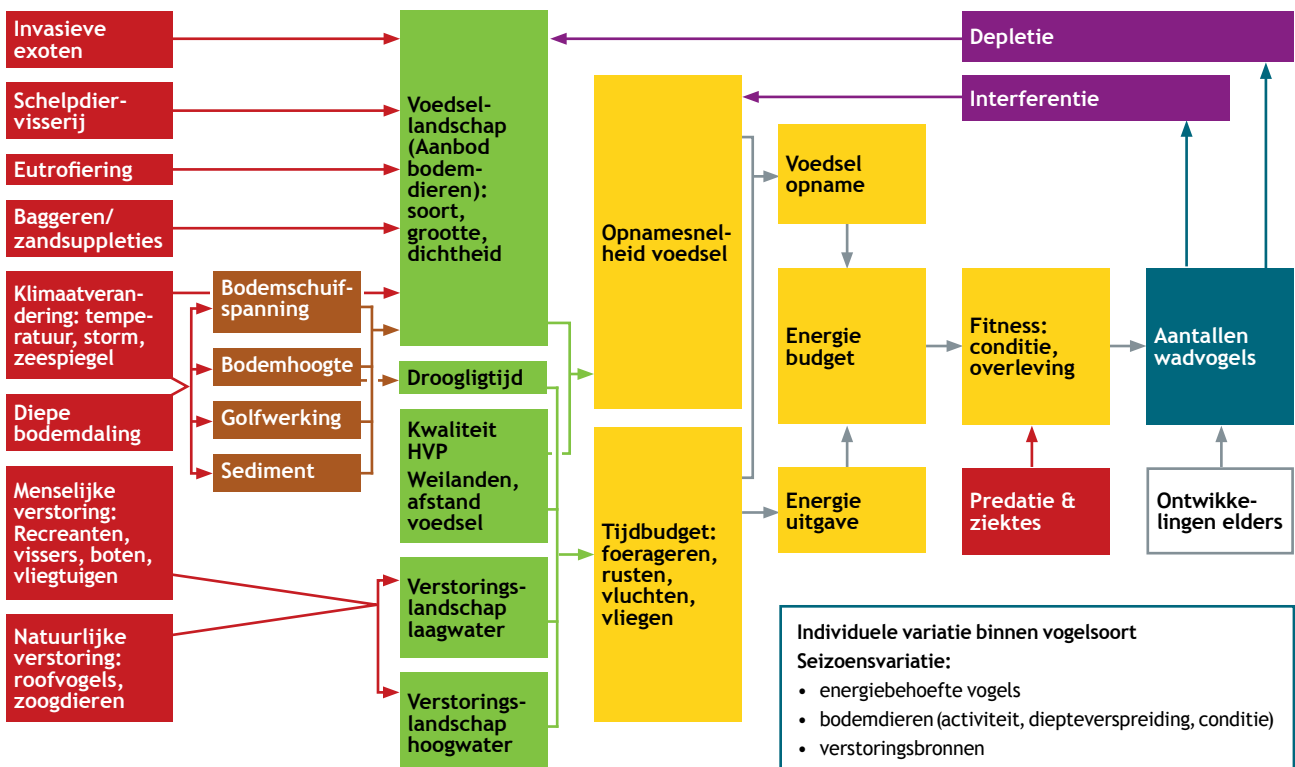 Invasieve
exoten
Schelpdier-
visserij
Eutrofiering
Baggeren/
zandsuppleties
Klimaatveran-
dering: tempe-
ratuur, storm,
zeespiegel
Diepe
bodemdaling
Menselijke
verstoring:
Recreanten,
vissers, boten,
vliegtuigen
Natuurlijke
verstoring:
roofvogels,
zoogdieren
Bodemschuif-
spanning
Bodemhoogte
Golfwerking
Sediment
Voedsel-
landschap
(Aanbod
bodem-
dieren):
soort,
grootte,
dichtheid
Droogligtijd
Kwaliteit
HVP
Weilanden,
afstand
voedsel
Verstorings-
landschap
laagwater
Verstorings-
landschap
hoogwater
Opnamesnel-
heid voedsel
Tijdbudget:
foerageren,
rusten,
vluchten,
vliegen
Voedsel
opname
Energie
budget
Energie
uitgave
Depletie
Interferentie
Fitness:
conditie,
overleving
Predatie &
ziektes
Aantallen
wadvogels
Ontwikke-
lingen elders
Individuele variatie binnen vogelsoort
Seizoensvariatie:
• energiebehoefte vogels
• bodemdieren (activiteit, diepteverspreiding, conditie)
• verstoringsbronnen